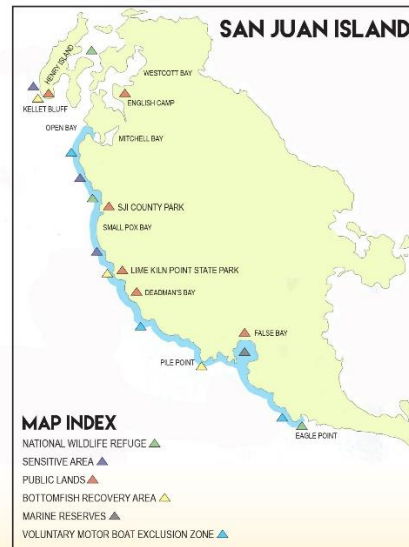 SAN JUAN ISLAND
HENRY ISLAND
WESTCOTT BAY
KELLET BLUFF
ENGLISH CAMP
OPEN BAY
MITCHELL BAY
SJI COUNTY PARK
SMALL POX BAY
LIME KILN POINT STATE PARK
DEADMAN'S BAY
FALSE BAY
PILE POINT
EAGLE POINT
MAP INDEX
NATIONAL WILDLIFE REFUGE
SENSITIVE AREA
PUBLIC LANDS
BOTTOMFISH RECOVERY AREA
MARINE RESERVES
VOLUNTARY MOTOR BOAT EXCLUSION ZONE